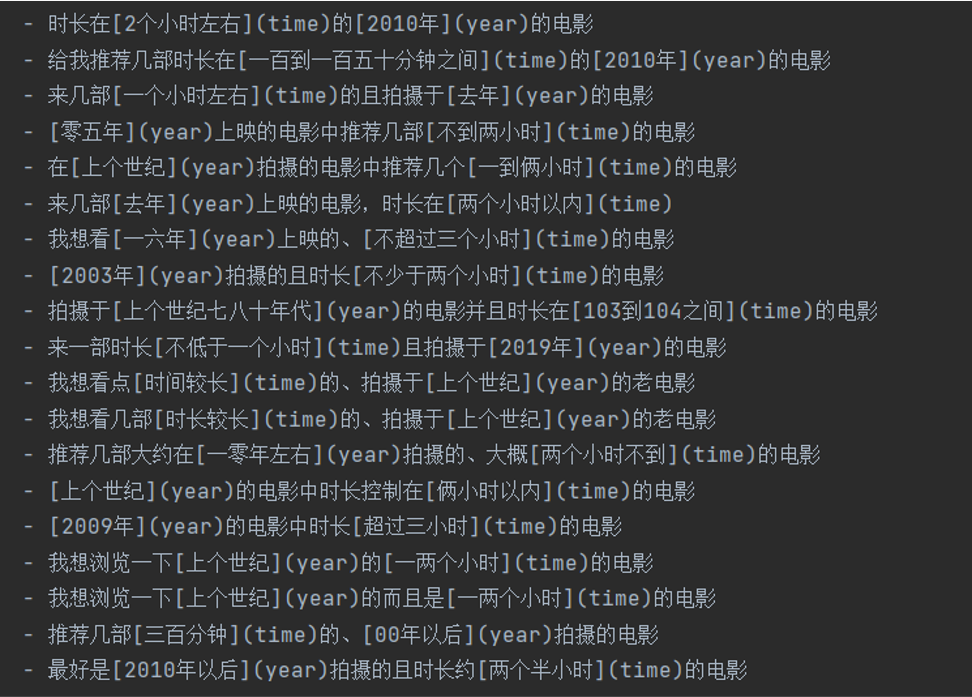 - 时长在[2个小时左右](time)的[2010年](year)的电影
- 给我推荐几部时长在[一百到一百五十分钟之间](time)的[2010年](year)的电影
- 来几部[一个小时左右](time)的且拍摄于[去年](year)的电影
- [零五年](year)上映的电影中推荐几部[不到两小时](time)的电影
- 在[上个世纪](year)拍摄的电影中推荐几个[一到俩小时](time)的电影
- 来几部[去年](year)上映的电影，时长在[两个小时以内](time)
- 我想看[一六年](year)上映的、[不超过三个小时](time)的电影
- [2003年](year)拍摄的且时长[不少于两个小时](time)的电影
- 拍摄于[上个世纪七八十年代](year)的电影并且时长在[103到104之间](time)的电影
- 来一部时长[不低于一个小时](time)且拍摄于[2019年](year)的电影
- 我想看点[时间较长](time)的、拍摄于[上个世纪](year)的老电影
- 我想看几部[时长较长](time)的、拍摄于[上个世纪](year)的老电影
- 推荐几部大约在[一零年左右](year)拍摄的、大概[两个小时不到](time)的电影
- [上个世纪](year)的电影中时长控制在[俩小时以内](time)的电影
- [2009年](year)的电影中时长[超过三小时](time)的电影
- 我想浏览一下[上个世纪](year)的[一两个小时](time)的电影
- 我想浏览一下[上个世纪](year)的而且是[一两个小时](time)的电影
- 推荐几部[三百分钟](time)的、[00年以后](year)拍摄的电影
- 最好是[2010年以后](year)拍摄的且时长约[两个半小时](time)的电影